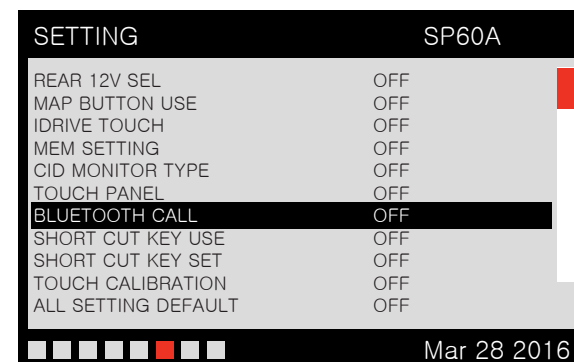 SETTING SP60A
REAR 12V SEL OFF
MAP BUTTON USE OFF
IDRIVE TOUCH OFF
MEM SETTING OFF
CID MONITOR TYPE OFF
TOUCH PANEL OFF
BLUETOOTH CALL OFF
SHORT CUT KEY USE OFF
SHORT CUT KEY SET OFF
TOUCH CALIBRATION OFF
ALL SETTING DEFAULT OFF
Mar 28 2016